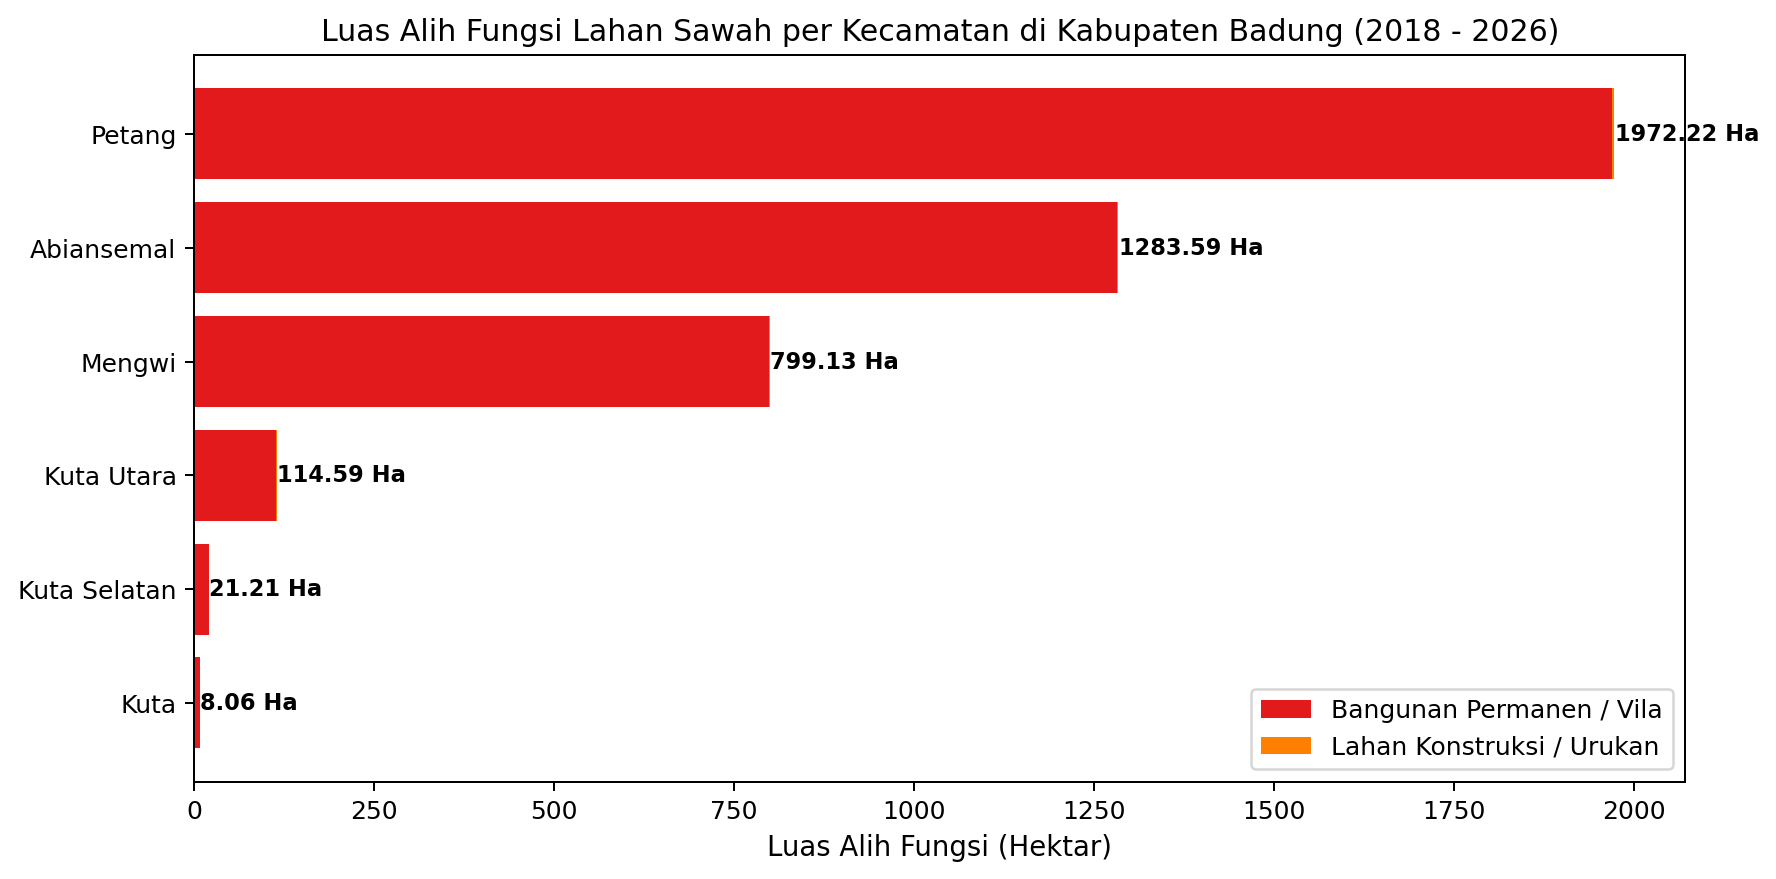 Luas Alih Fungsi Lahan Sawah per Kecamatan di Kabupaten Badung (2018 - 2026)
Petang 1972.22 Ha
Abiansemal 1283.59 Ha
Mengwi 799.13 Ha
Kuta Utara 114.59 Ha
Kuta Selatan 21.21 Ha
Kuta 8.06 Ha
Bangunan Permanen / Vila
Lahan Konstruksi / Urukan
0 250 500 750 1000 1250 1500 1750 2000
Luas Alih Fungsi (Hektar)